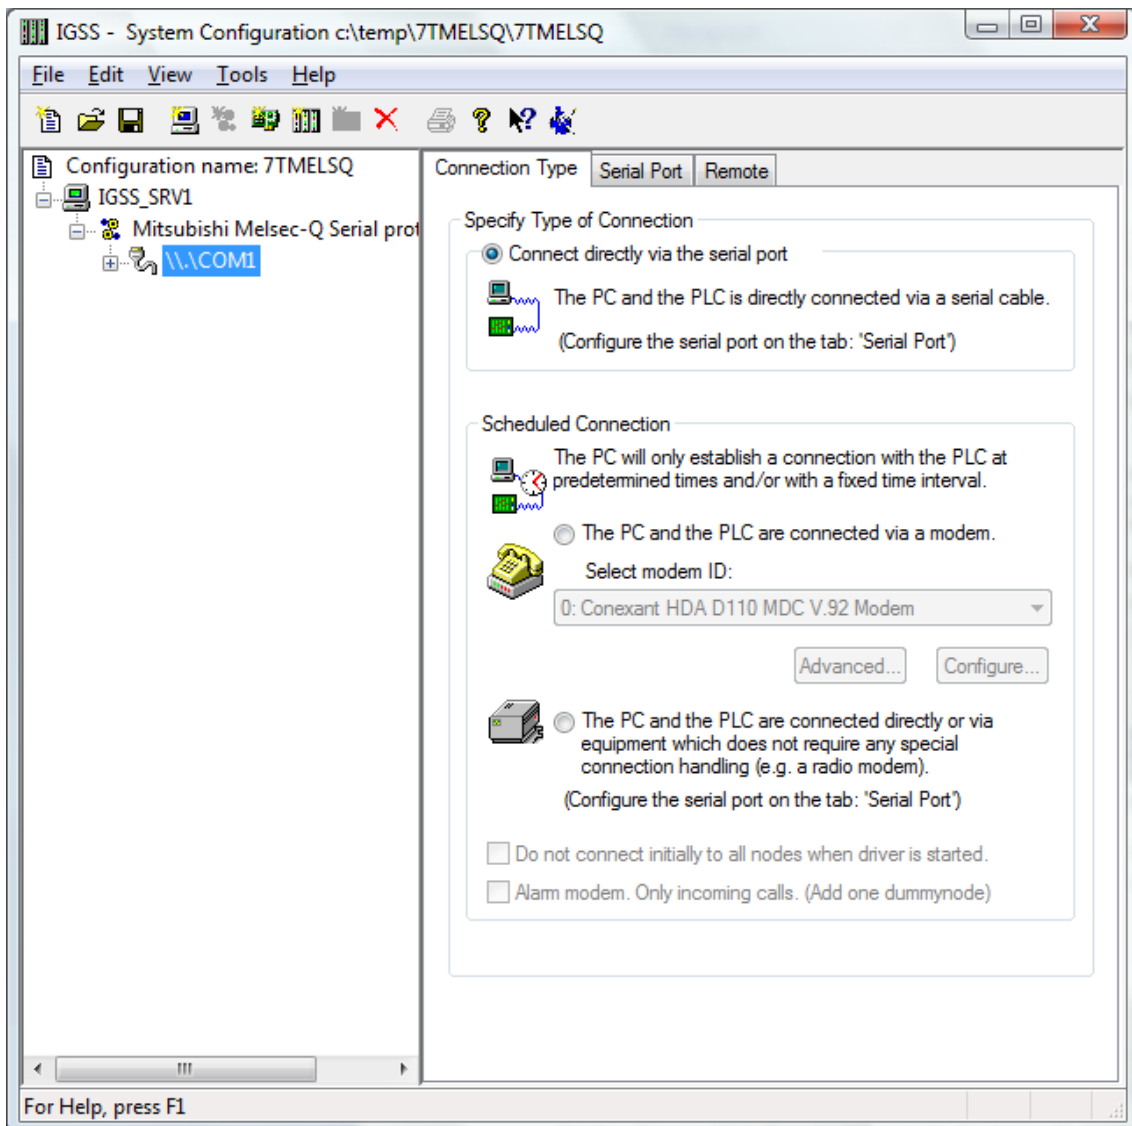 IGSS - System Configuration c:\temp\7TMELSQ\7TMELSQ
File Edit View Tools Help
Configuration name: 7TMELSQ
IGSS_SRV1
Mitsubishi Melsec-Q Serial prot
\\.\COM1
Connection Type Serial Port Remote
Specify Type of Connection
Connect directly via the serial port
The PC and the PLC is directly connected via a serial cable.
(Configure the serial port on the tab: 'Serial Port')
Scheduled Connection
The PC will only establish a connection with the PLC at
predetermined times and/or with a fixed time interval.
The PC and the PLC are connected via a modem.
Select modem ID:
0: Conexant HDA D110 MDC V.92 Modem
Advanced... Configure...
The PC and the PLC are connected directly or via
equipment which does not require any special
connection handling (e.g. a radio modem).
(Configure the serial port on the tab: 'Serial Port')
Do not connect initially to all nodes when driver is started.
Alarm modem. Only incoming calls. (Add one dummynode)
For Help, press F1